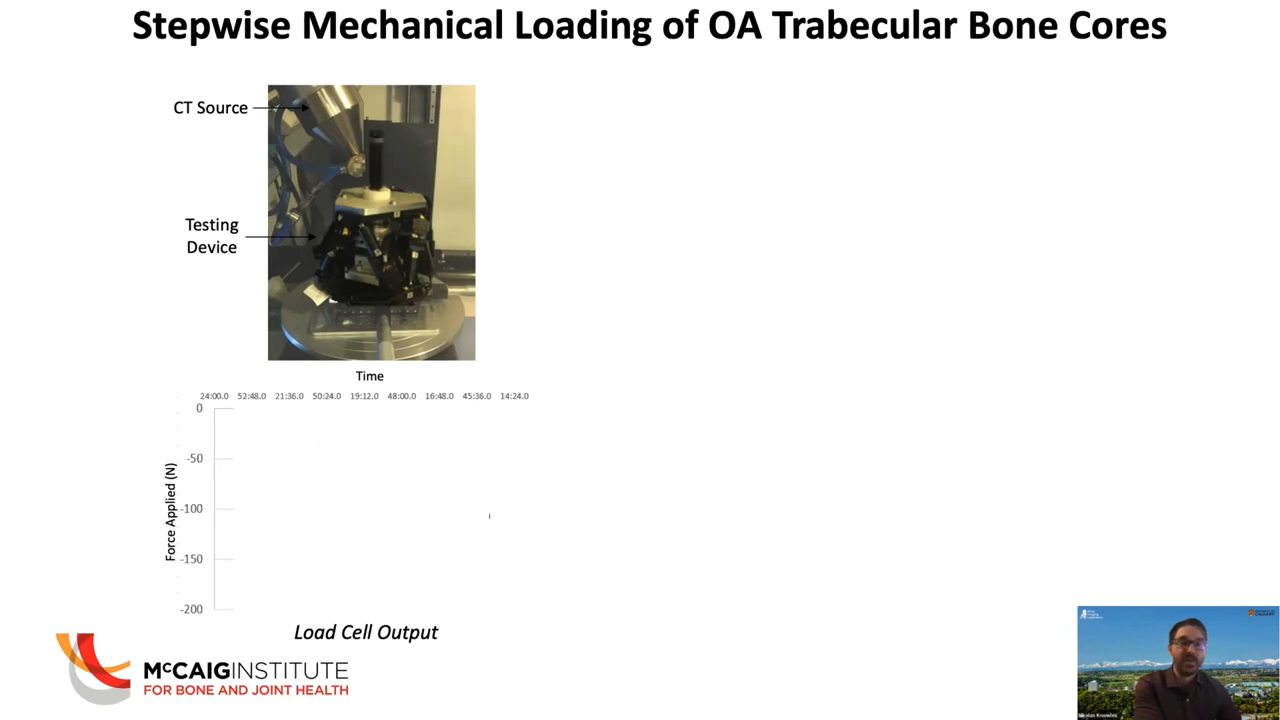 Stepwise Mechanical Loading of OA Trabecular Bone Cores
CT Source
Testing
Device
Time
24:00.0 52:48.0 21:36.0 50:24.0 19:12.0 48:00.0 16:48.0 45:36.0 14:24.0
0
-50
-100
-150
-200
Force Applied (N)
Load Cell Output
McCAIG INSTITUTE
FOR BONE AND JOINT HEALTH
Nicolas Knowles